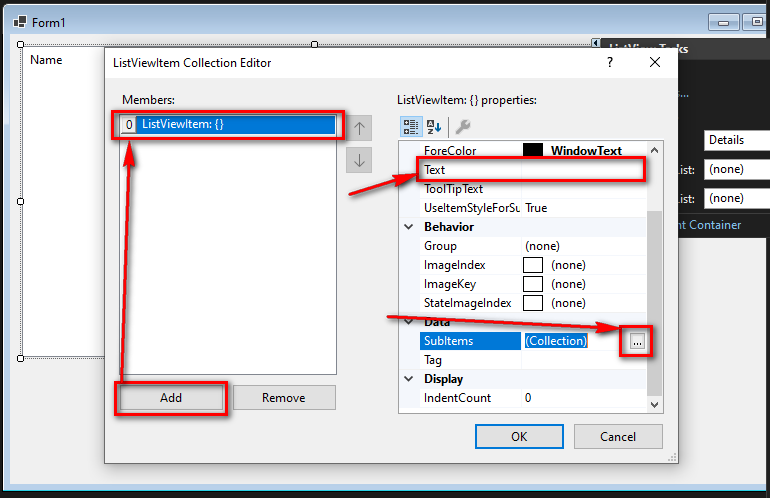 Form1
ListView Tasks
Name
ListViewItem Collection Editor
? 
Members:
ListViewItem: {} properties:
0 ListViewItem: {}
ForeColor WindowText
Text
ToolTipText
UseItemStyleForSu True
Behavior
Group (none)
ImageIndex (none)
ImageKey (none)
StateImageIndex (none)
Data
SubItems (Collection) ...
Tag
Display
IndentCount 0
Add
Remove
OK
Cancel
Details
List: (none)
List: (none)
nt Container